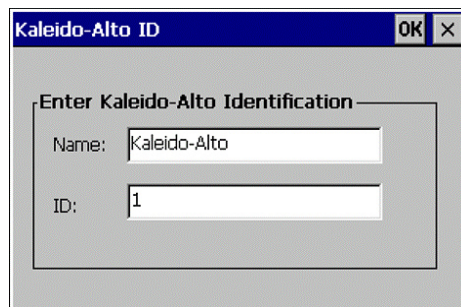 Kaleido-Alto ID OK ×
Enter Kaleido-Alto Identification
Name: Kaleido-Alto
ID: 1